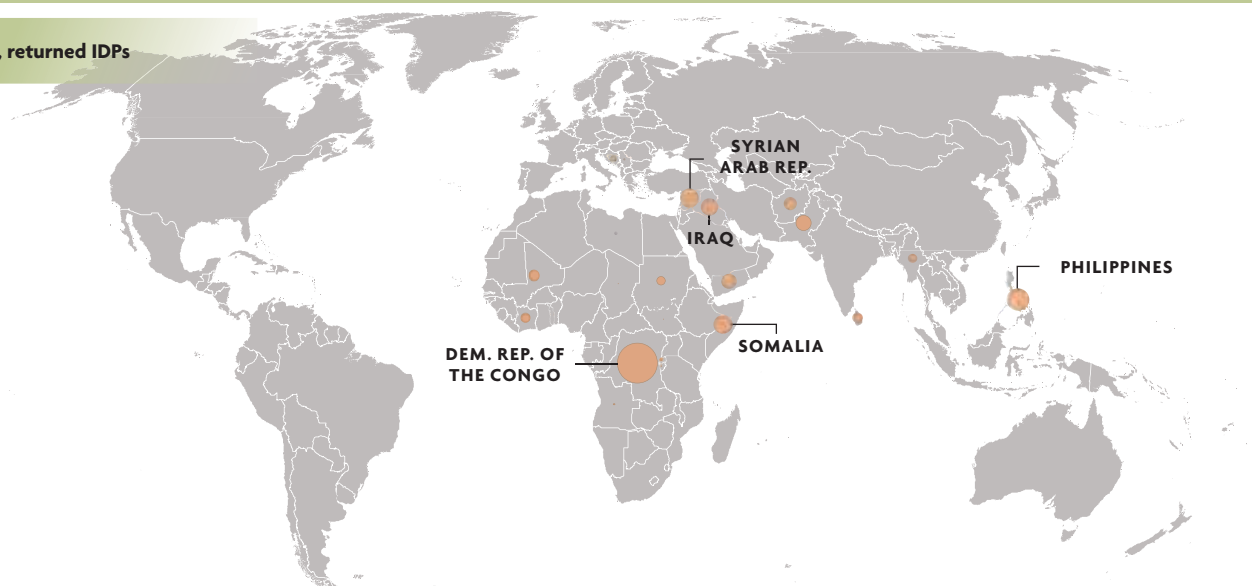 , returned IDPs
SYRIAN
ARAB REP.
IRAQ
PHILIPPINES
SOMALIA
DEM. REP. OF
THE CONGO